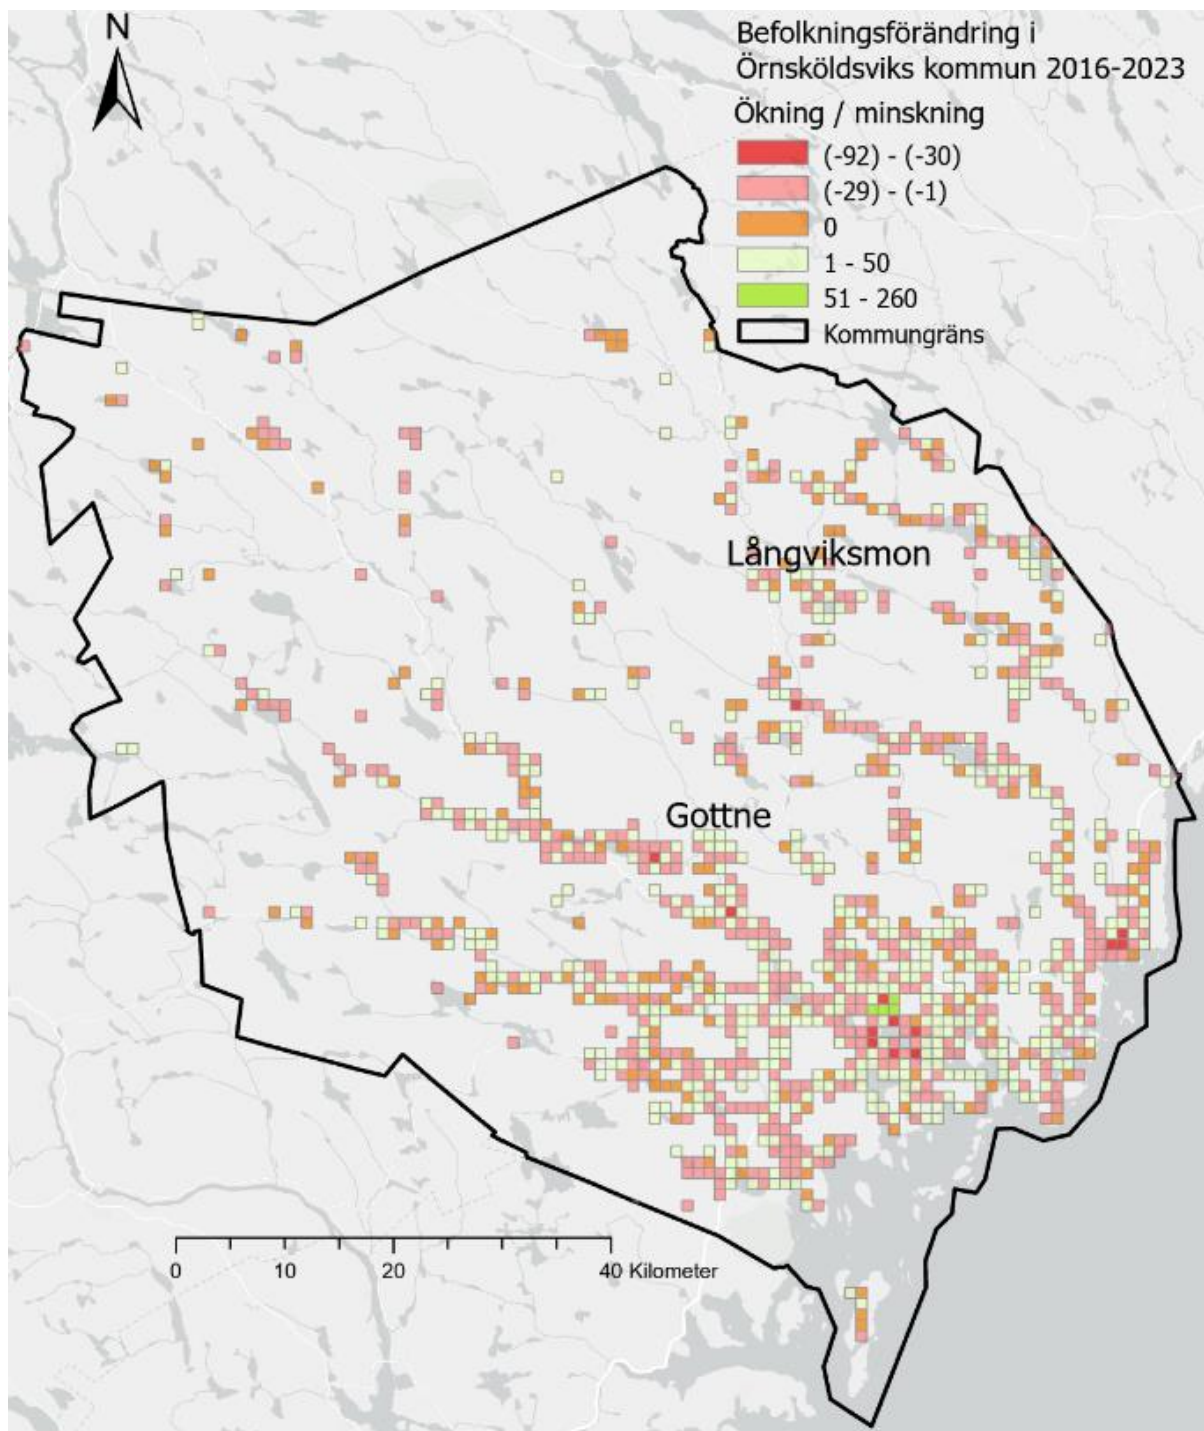 N
Befolkningsförändring i
Örnsköldsviks kommun 2016-2023
Ökning / minskning
(-92) - (-30)
(-29) - (-1)
0
1 - 50
51 - 260
Kommungräns
Långviksmon
Gottne
0 10 20 40 Kilometer